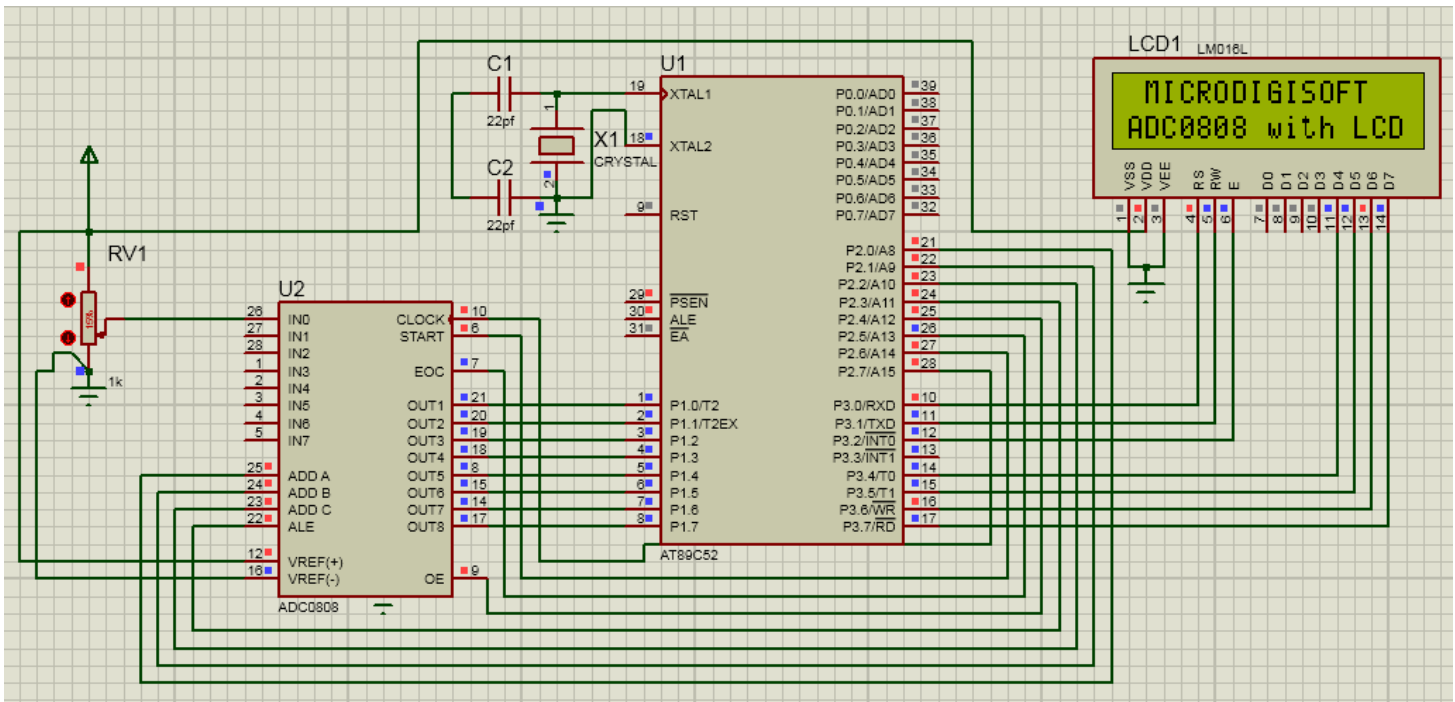 LCD1 LM016L
MICRODIGISOFT
ADC0808 with LCD
VSS VDD VEE RS RW E D0 D1 D2 D3 D4 D5 D6 D7
1 2 3 4 5 6 7 8 9 10 11 12 13 14
C1
22pf
C2
22pf
X1
CRYSTAL
1
2
U1
19 XTAL1
18 XTAL2
9 RST
29 PSEN
30 ALE
31 EA
1 P1.0/T2
2 P1.1/T2EX
3 P1.2
4 P1.3
5 P1.4
6 P1.5
7 P1.6
8 P1.7
P0.0/AD0 39
P0.1/AD1 38
P0.2/AD2 37
P0.3/AD3 36
P0.4/AD4 35
P0.5/AD5 34
P0.6/AD6 33
P0.7/AD7 32
P2.0/A8 21
P2.1/A9 22
P2.2/A10 23
P2.3/A11 24
P2.4/A12 25
P2.5/A13 26
P2.6/A14 27
P2.7/A15 28
P3.0/RXD 10
P3.1/TXD 11
P3.2/INT0 12
P3.3/INT1 13
P3.4/T0 14
P3.5/T1 15
P3.6/WR 16
P3.7/RD 17
AT89C52
RV1
15%
1k
U2
26 IN0
27 IN1
28 IN2
1 IN3
2 IN4
3 IN5
4 IN6
5 IN7
25 ADD A
24 ADD B
23 ADD C
22 ALE
12 VREF(+)
16 VREF(-)
CLOCK 10
START 6
EOC 7
OUT1 21
OUT2 20
OUT3 19
OUT4 18
OUT5 8
OUT6 15
OUT7 14
OUT8 17
OE 9
ADC0808